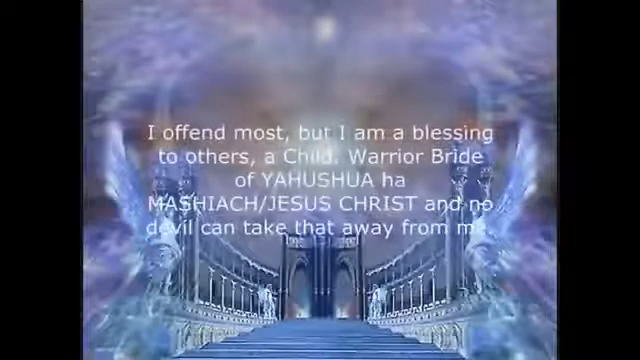 I offend most, but I am a blessing
to others, a Child, Warrior Bride
of YAHUSHUA ha
MASHIACH/JESUS CHRIST and no
devil can take that away from me.